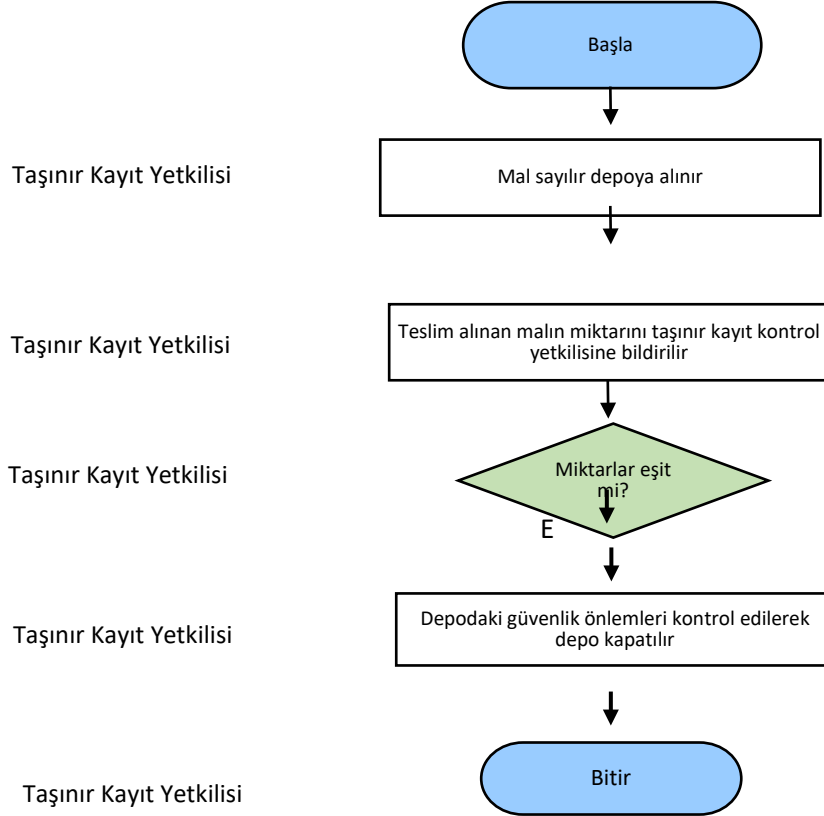 Başla
Taşınır Kayıt Yetkilisi
Mal sayılır depoya alınır
Taşınır Kayıt Yetkilisi
Teslim alınan malın miktarını taşınır kayıt kontrol
yetkilisine bildirilir
Taşınır Kayıt Yetkilisi
Miktarlar eşit
mi?
E
Taşınır Kayıt Yetkilisi
Depodaki güvenlik önlemleri kontrol edilerek
depo kapatılır
Taşınır Kayıt Yetkilisi
Bitir